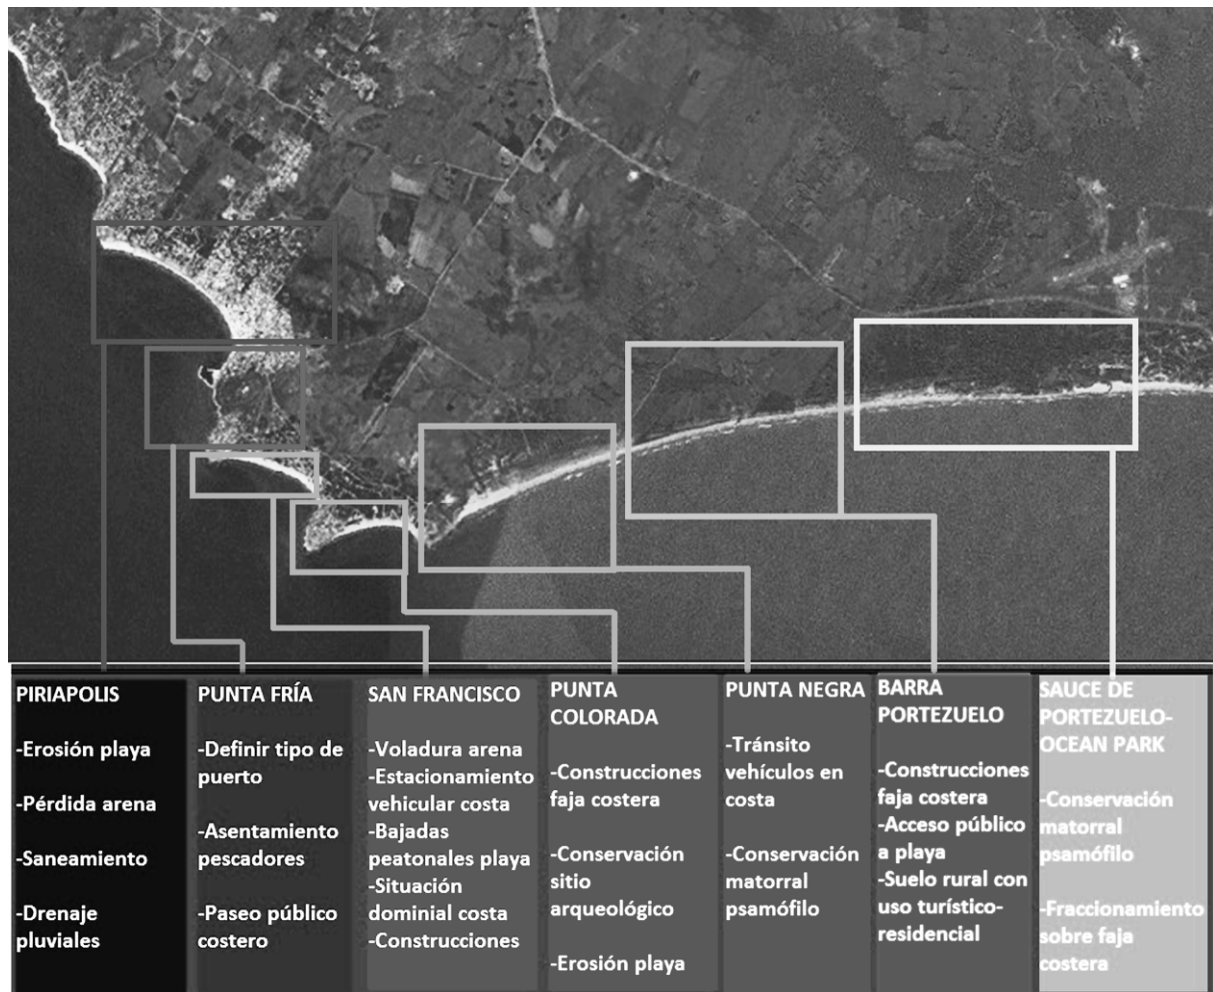 PIRIAPOLIS
-Erosión playa
-Pérdida arena
-Saneamiento
-Drenaje
pluviales
PUNTA FRÍA
-Definir tipo de
puerto
-Asentamiento
pescadores
-Paseo público
costero
SAN FRANCISCO
-Voladura arena
-Estacionamiento
vehicular costa
-Bajadas
peatonales playa
-Situación
dominial costa
-Construcciones
PUNTA
COLORADA
-Construcciones
faja costera
-Conservación
sitio
arqueológico
-Erosión playa
PUNTA NEGRA
-Tránsito
vehículos en
costa
-Conservación
matorral
psamófilo
BARRA
PORTEZUELO
-Construcciones
faja costera
-Acceso público
a playa
-Suelo rural con
uso turístico-
residencial
SAUCE DE
PORTEZUELO-
OCEAN PARK
-Conservación
matorral
psamófilo
-Fraccionamiento
sobre faja
costera